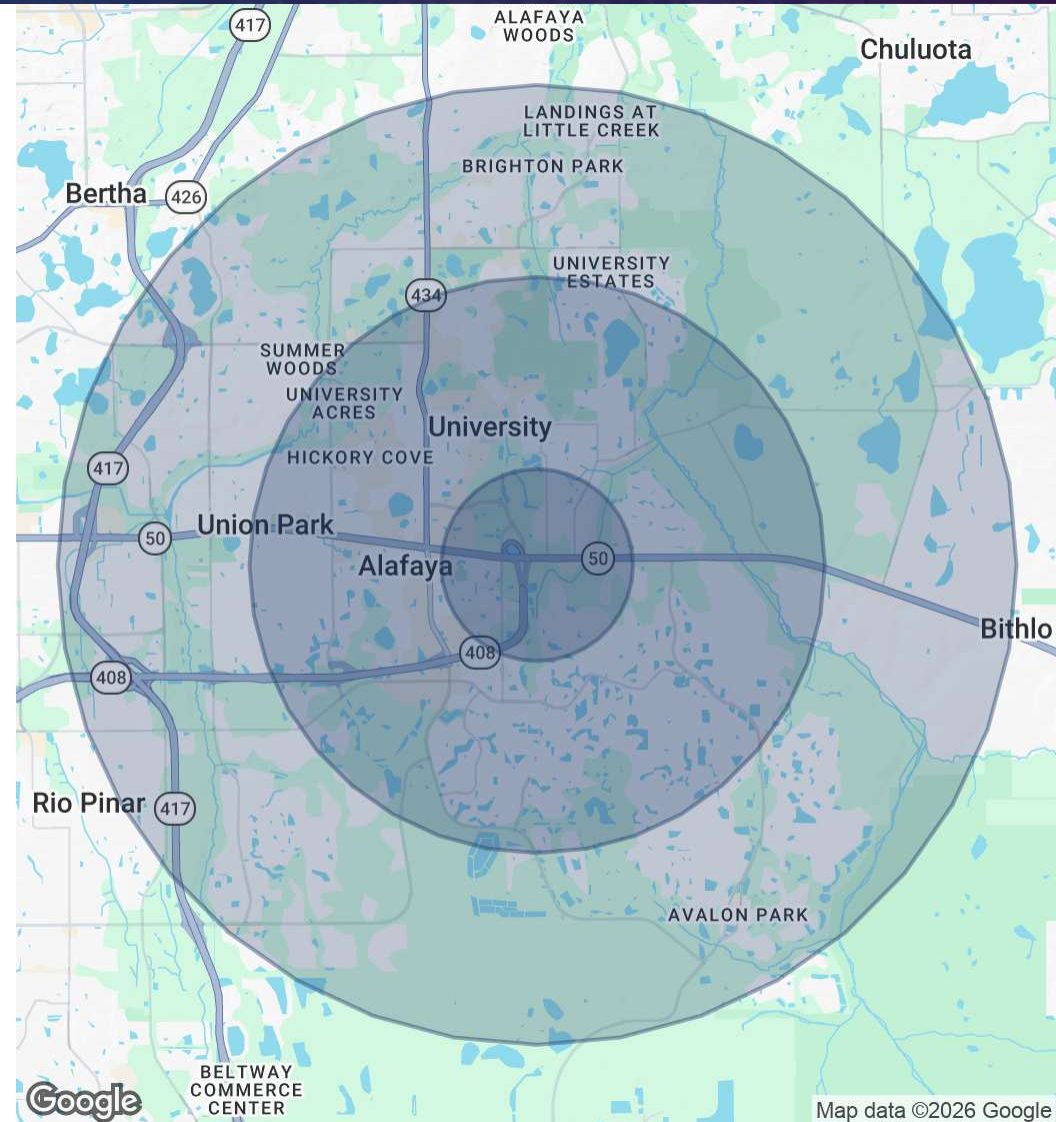 417
ALAFAYA
WOODS
Chuluota
LANDINGS AT
LITTLE CREEK
BRIGHTON PARK
Bertha
426
UNIVERSITY
ESTATES
434
SUMMER
WOODS
UNIVERSITY
ACRES
University
HICKORY COVE
417
Union Park
50
Alafaya
50
Bithlo
408
408
Rio Pinar
417
AVALON PARK
BELTWAY
COMMERCE
CENTER
Google
Map data ©2026 Google